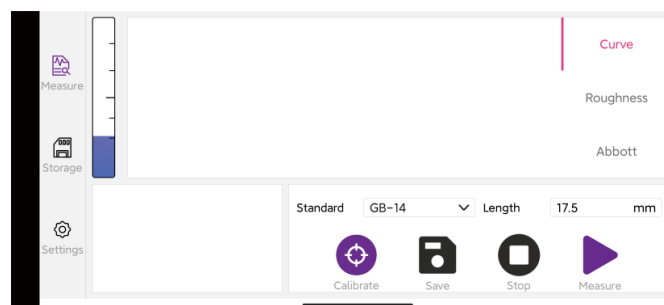 Measure
Storage
Settings
Curve
Roughness
Abbott
Standard GB-14 Length 17.5 mm
Calibrate Save Stop Measure